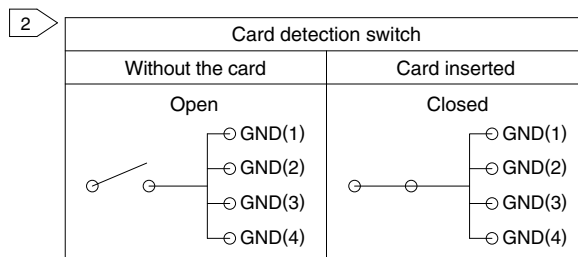 2
Card detection switch
Without the card
Card inserted
Open
Closed
GND(1)
GND(2)
GND(3)
GND(4)
GND(1)
GND(2)
GND(3)
GND(4)